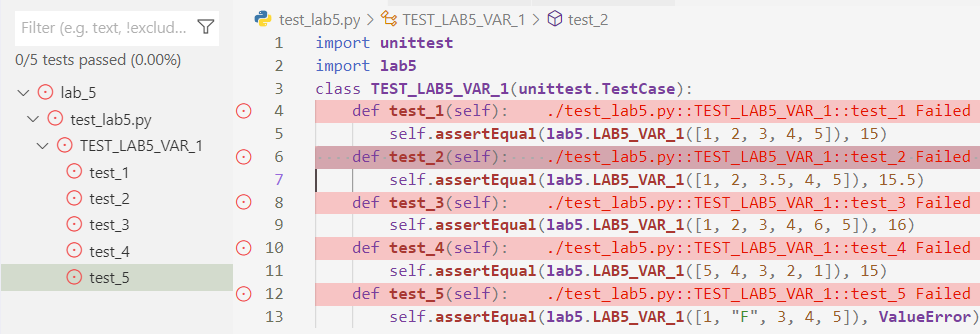 Filter (e.g. text, !exclud...
0/5 tests passed (0.00%)
lab_5
test_lab5.py
TEST_LAB5_VAR_1
test_1
test_2
test_3
test_4
test_5
test_lab5.py > TEST_LAB5_VAR_1 > test_2
1 import unittest
2 import lab5
3 class TEST_LAB5_VAR_1(unittest.TestCase):
4 def test_1(self): ./test_lab5.py::TEST_LAB5_VAR_1::test_1 Failed
5 self.assertEqual(lab5.LAB5_VAR_1([1, 2, 3, 4, 5]), 15)
6 def test_2(self): ./test_lab5.py::TEST_LAB5_VAR_1::test_2 Failed
7 self.assertEqual(lab5.LAB5_VAR_1([1, 2, 3.5, 4, 5]), 15.5)
8 def test_3(self): ./test_lab5.py::TEST_LAB5_VAR_1::test_3 Failed
9 self.assertEqual(lab5.LAB5_VAR_1([1, 2, 3, 4, 6, 5]), 16)
10 def test_4(self): ./test_lab5.py::TEST_LAB5_VAR_1::test_4 Failed
11 self.assertEqual(lab5.LAB5_VAR_1([5, 4, 3, 2, 1]), 15)
12 def test_5(self): ./test_lab5.py::TEST_LAB5_VAR_1::test_5 Failed
13 self.assertEqual(lab5.LAB5_VAR_1([1, "F", 3, 4, 5]), ValueError)